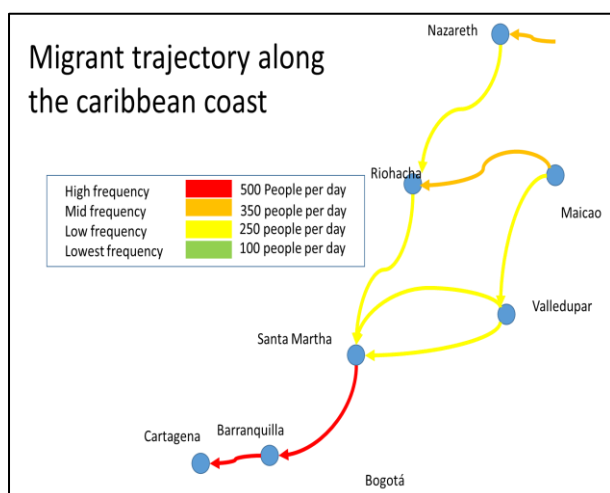 Migrant trajectory along
the caribbean coast
Nazareth
High frequency 500 People per day
Mid frequency 350 people per day
Low frequency 250 people per day
Lowest frequency 100 people per day
Riohacha
Maicao
Valledupar
Santa Martha
Cartagena
Barranquilla
Bogotá